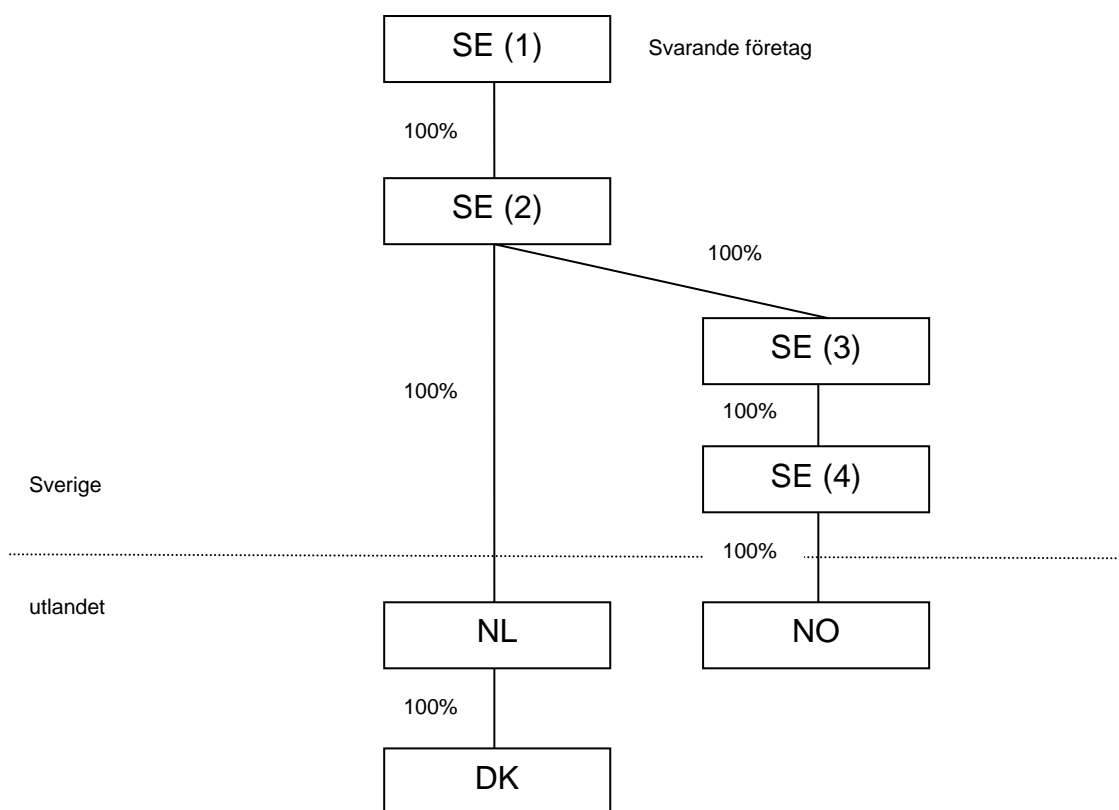 SE (1)
Svarande företag
100%
SE (2)
100%
SE (3)
100%
100%
SE (4)
Sverige
100%
utlandet
NL
NO
100%
DK